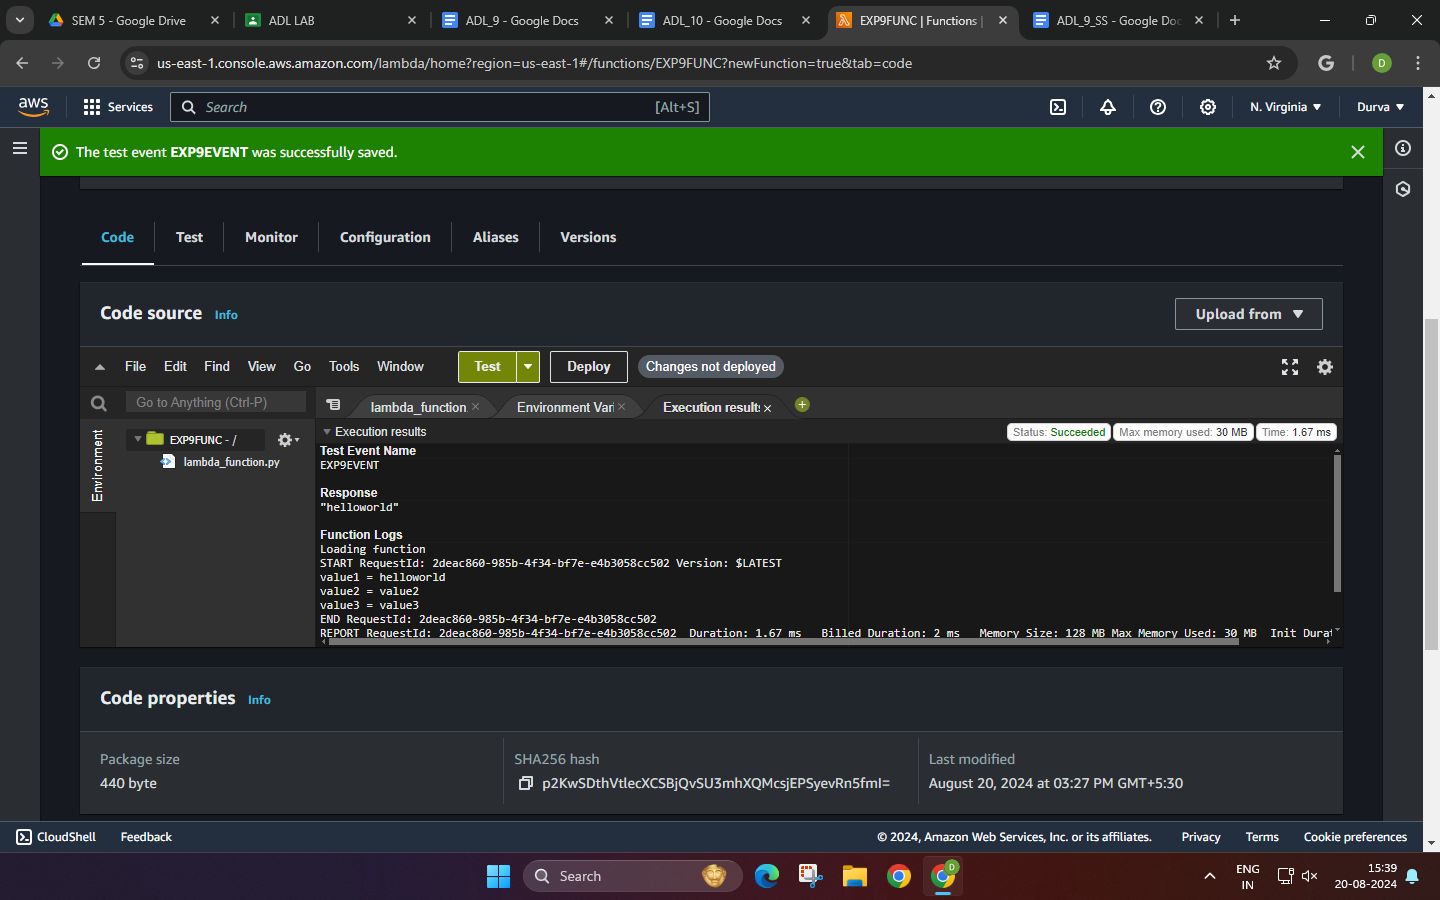 SEM 5 - Google Drive
ADL LAB
ADL_9 - Google Docs
ADL_10 - Google Docs
EXP9FUNC | Functions |
ADL_9_SS - Google Doc
us-east-1.console.aws.amazon.com/lambda/home?region=us-east-1#/functions/EXP9FUNC?newFunction=true&tab=code
D
aws
Services
Search
[Alt+S]
N. Virginia
Durva
The test event EXP9EVENT was successfully saved.
Code
Test
Monitor
Configuration
Aliases
Versions
Code source Info
Upload from
File Edit Find View Go Tools Window
Test
Deploy
Changes not deployed
Go to Anything (Ctrl-P)
lambda_function
Environment Vari
Execution results
Environment
EXP9FUNC - /
lambda_function.py
Execution results
Status: Succeeded
Max memory used: 30 MB
Time: 1.67 ms
Test Event Name
EXP9EVENT
Response
"helloworld"
Function Logs
Loading function
START RequestId: 2deac860-985b-4f34-bf7e-e4b3058cc502 Version: $LATEST
value1 = helloworld
value2 = value2
value3 = value3
END RequestId: 2deac860-985b-4f34-bf7e-e4b3058cc502
REPORT RequestId: 2deac860-985b-4f34-bf7e-e4b3058cc502 Duration: 1.67 ms Billed Duration: 2 ms Memory Size: 128 MB Max Memory Used: 30 MB Init Durat
Code properties Info
Package size
440 byte
SHA256 hash
p2KwSDthVtlecXCSBjQvSU3mhXQMcsjEPSyevRn5fmI=
Last modified
August 20, 2024 at 03:27 PM GMT+5:30
CloudShell
Feedback
© 2024, Amazon Web Services, Inc. or its affiliates.
Privacy
Terms
Cookie preferences
Search
D
ENG
IN
15:39
20-08-2024